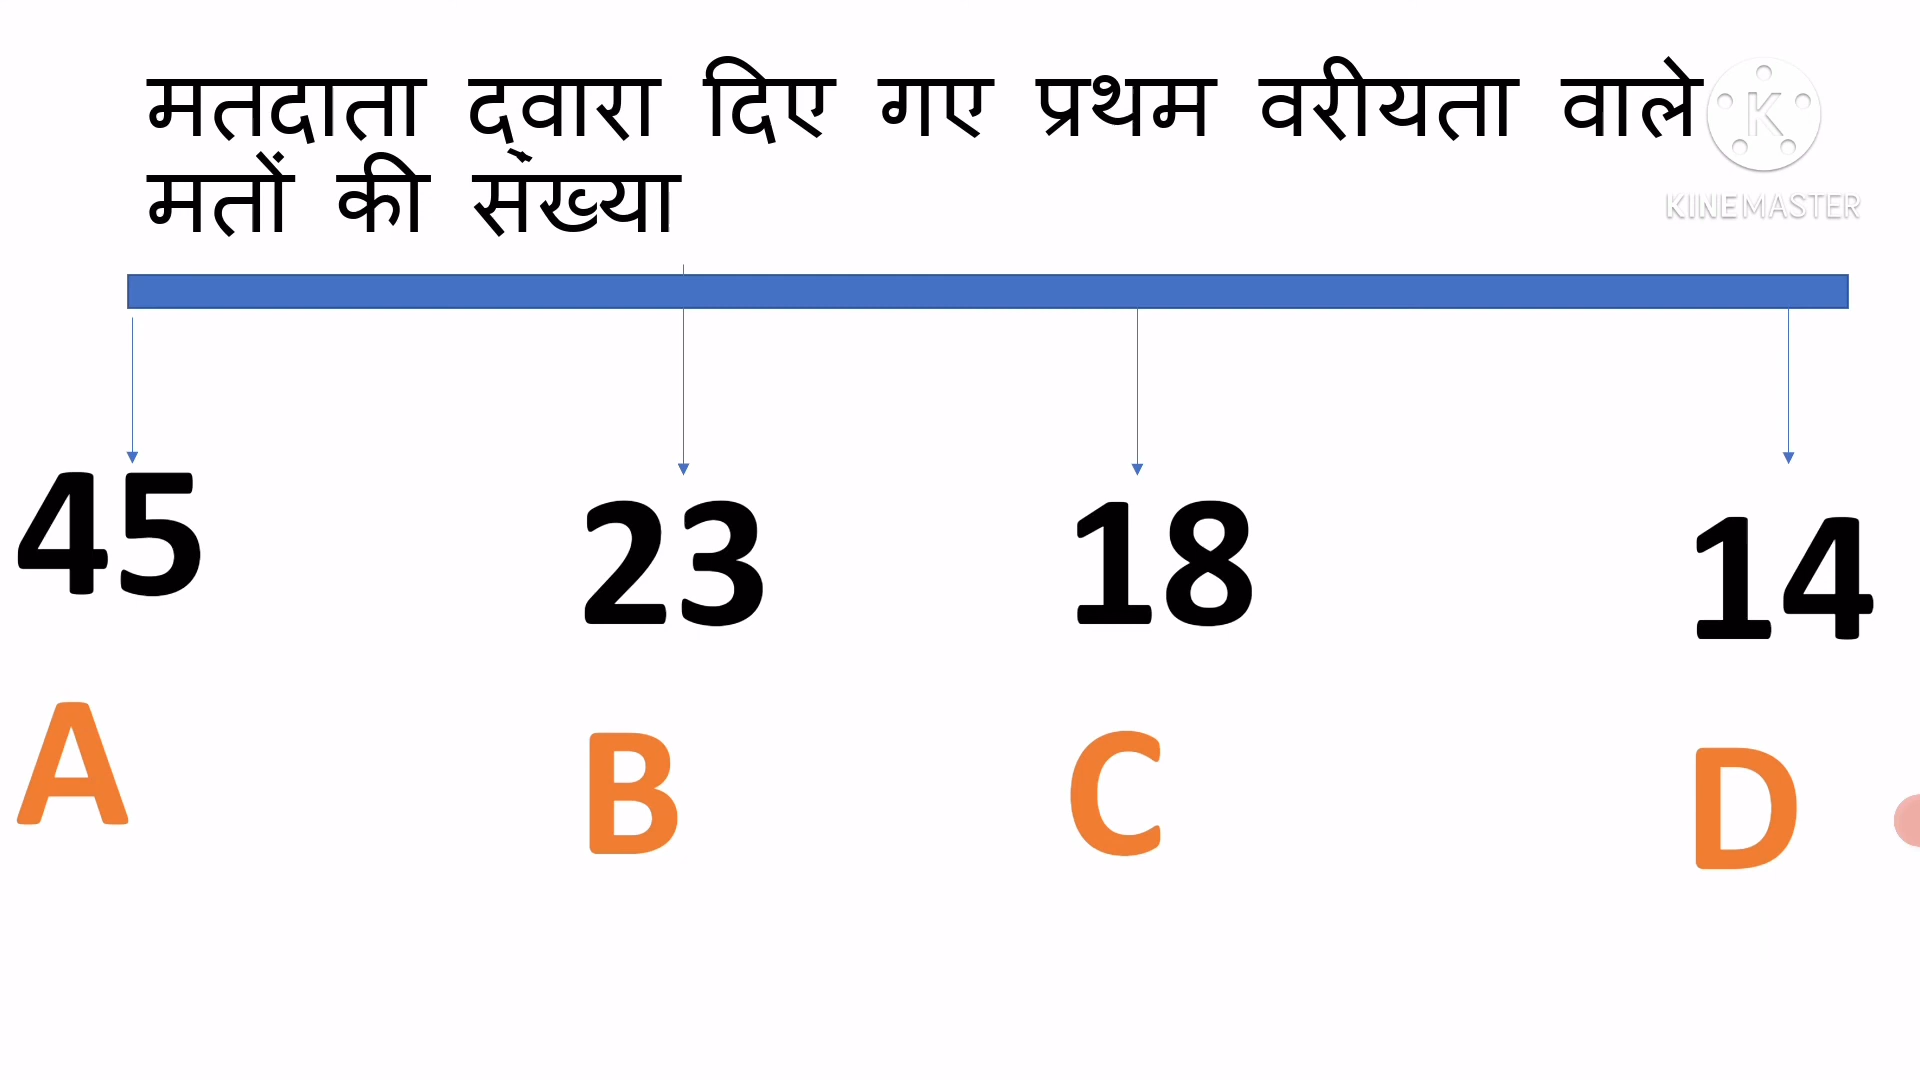 मतदाता द्वारा दिए गए प्रथम वरीयता वाले
मतों की संख्या
K
KINEMASTER
45 23 18 14
A B C D